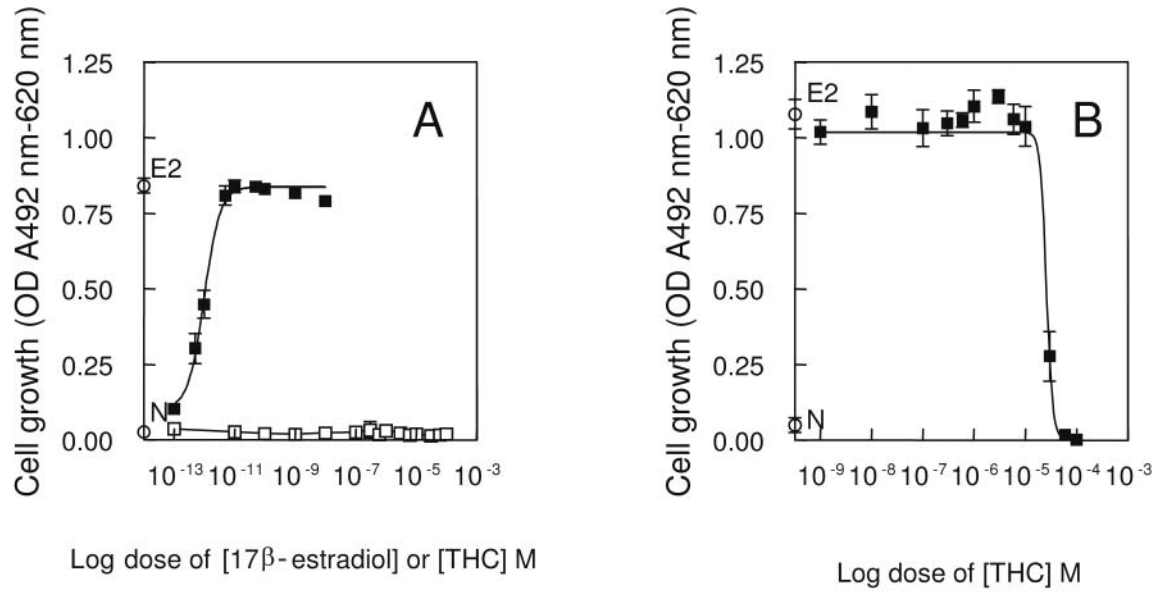 A
Cell growth (OD A492 nm-620 nm)
1.25
1.00
0.75
0.50
0.25
0.00
E2
N
10⁻¹³ 10⁻¹¹ 10⁻⁹ 10⁻⁷ 10⁻⁵ 10⁻³
Log dose of [17β-estradiol] or [THC] M
B
Cell growth (OD A492 nm-620 nm)
1.25
1.00
0.75
0.50
0.25
0.00
E2
N
10⁻⁹ 10⁻⁸ 10⁻⁷ 10⁻⁶ 10⁻⁵ 10⁻⁴ 10⁻³
Log dose of [THC] M